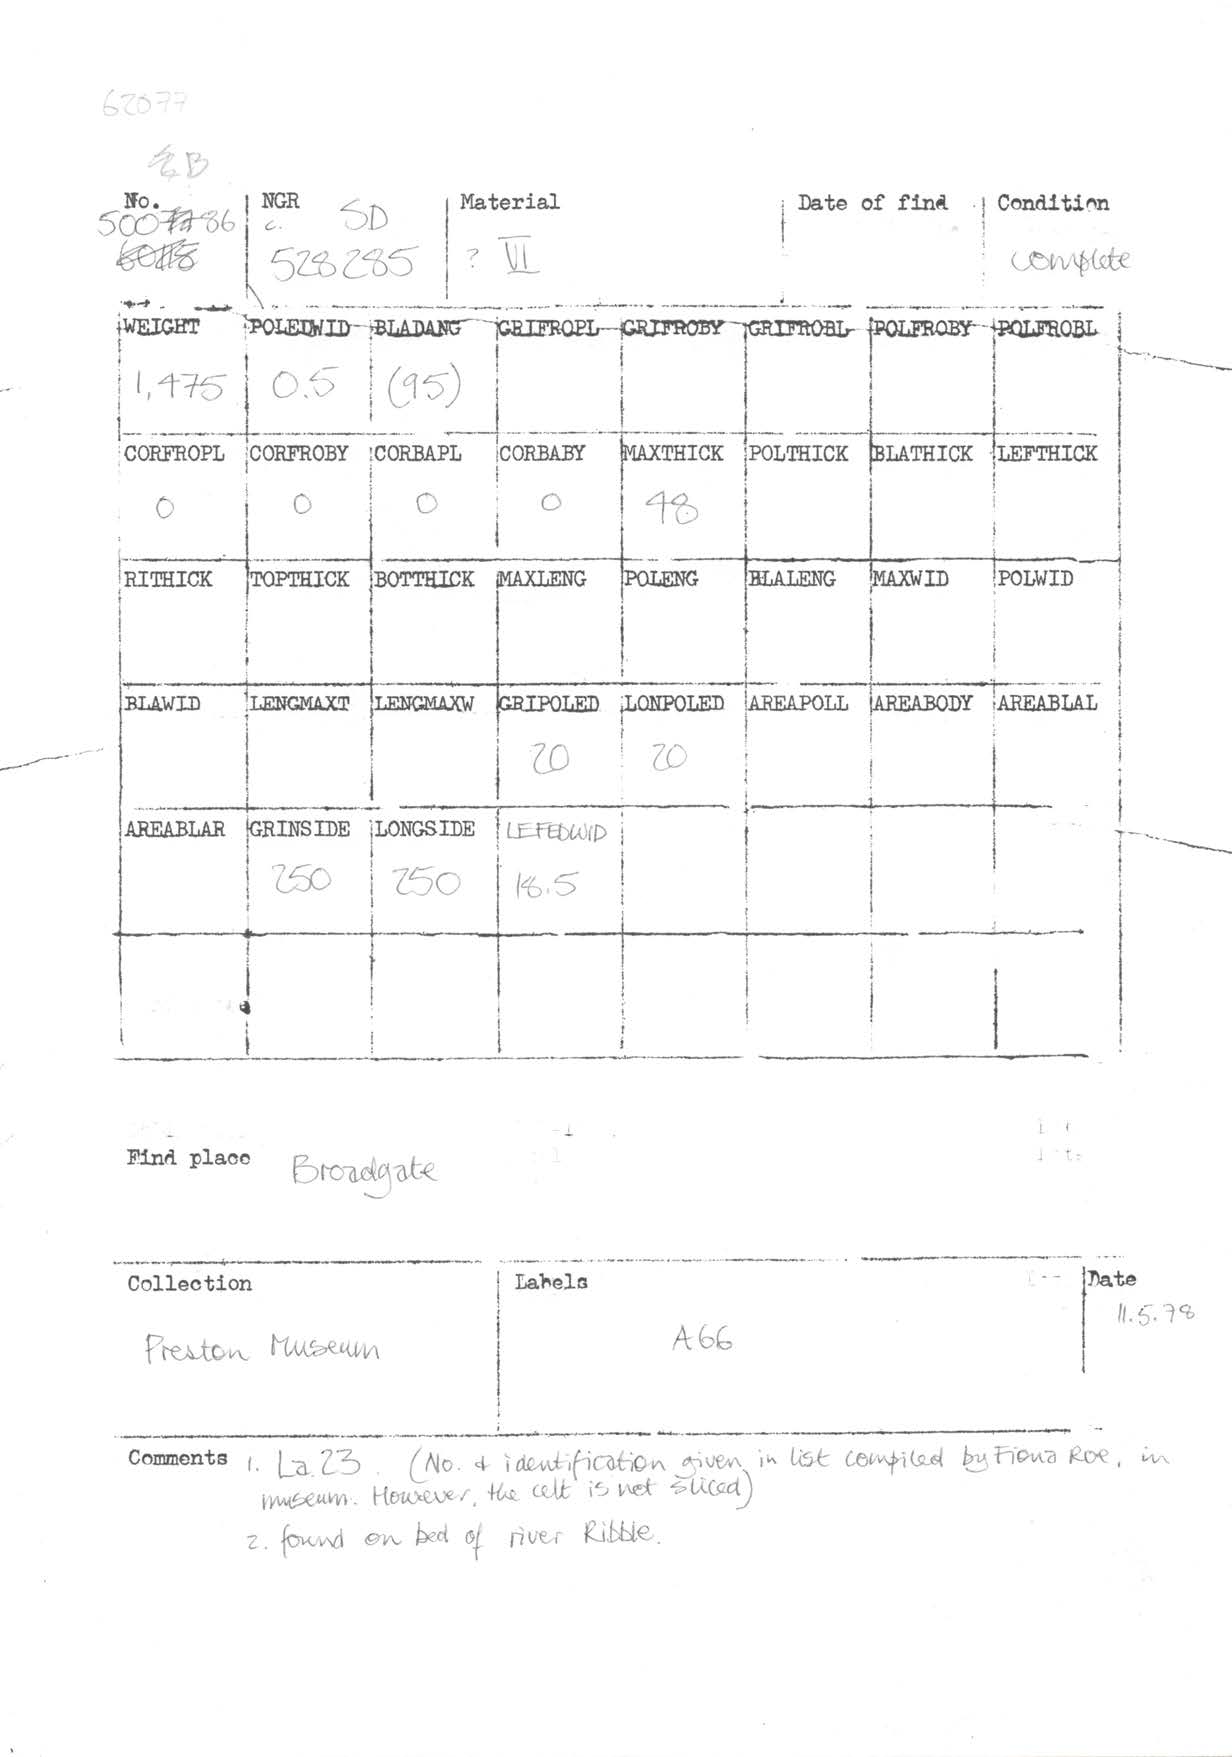 62077
B
No. NGR Material Date of find Condition
86 c. SD
528285 ? VI complete
WEIGHT POLEDWID BLADANG GRIFROPL GRIFROBY GRIFROBL POLFROBY POLFROBL
1,475 0.5 (95)
CORFROPL CORFROBY CORBAPL CORBABY MAXTHICK POLTHICK BLATHICK LEFTHICK
0 0 0 0 48
RITHICK TOPTHICK BOTTHICK MAXLENG POLENG BLALENG MAXWID POLWID
BLAWID LENGMAXT LENGMAXW GRIPOLED LONPOLED AREAPOLL AREABODY AREABLAL
20 20
AREABLAR GRINSIDE LONGSIDE LEFEDWID
250 250 18.5
Find place Broadgate
Collection Labels Date
11.5.78
Preston Museum A66
Comments 1. La.23. (No. & identification given in list compiled by Fiona Roe, in
museum. However, the celt is not sliced)
2. found on bed of river Ribble.